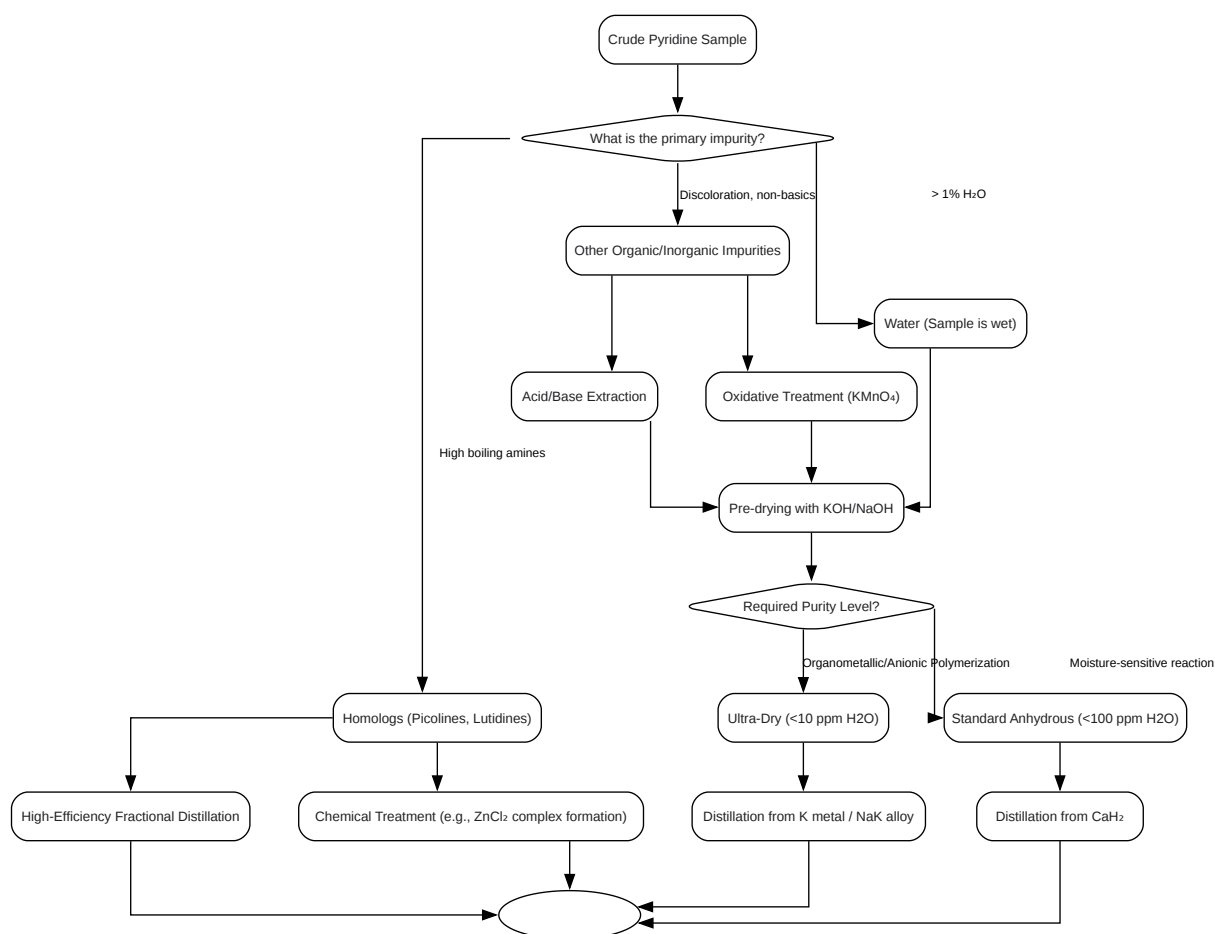 Crude Pyridine Sample
What is the primary impurity?
Discoloration, non-basics
> 1% H₂O
Other Organic/Inorganic Impurities
Water (Sample is wet)
Acid/Base Extraction
Oxidative Treatment (KMnO₄)
High boiling amines
Pre-drying with KOH/NaOH
Required Purity Level?
Organometallic/Anionic Polymerization
Moisture-sensitive reaction
Homologs (Picolines, Lutidines)
Ultra-Dry (<10 ppm H2O)
Standard Anhydrous (<100 ppm H2O)
High-Efficiency Fractional Distillation
Chemical Treatment (e.g., ZnCl₂ complex formation)
Distillation from K metal / NaK alloy
Distillation from CaH₂